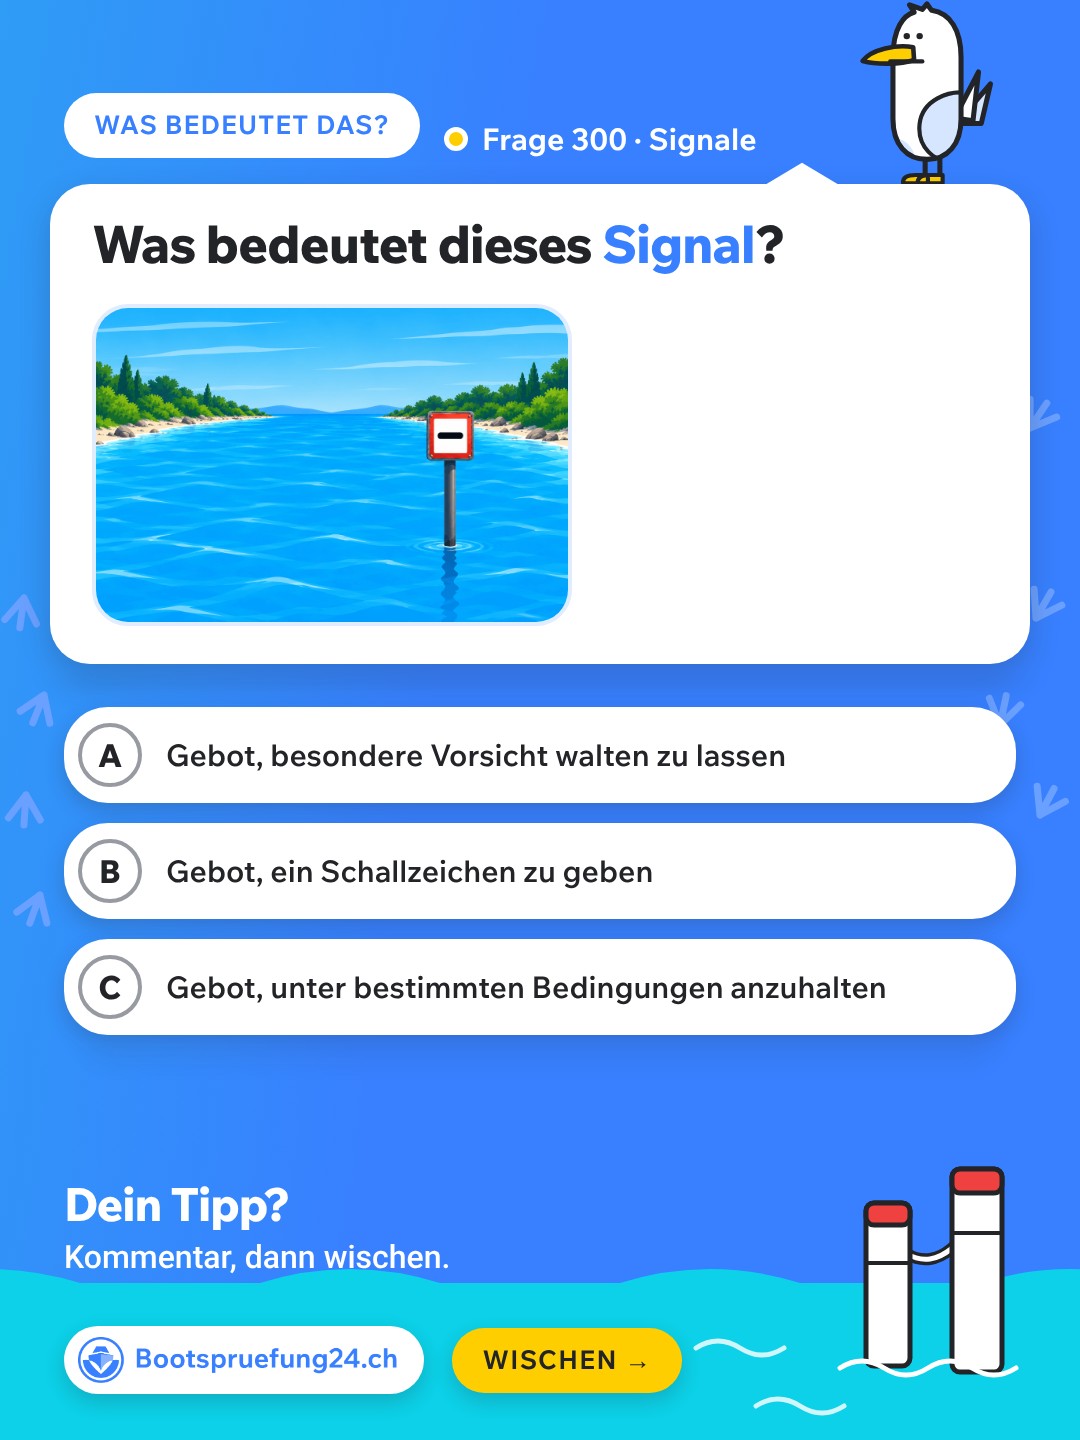 WAS BEDEUTET DAS?
Frage 300 · Signale
Was bedeutet dieses Signal?
A Gebot, besondere Vorsicht walten zu lassen
B Gebot, ein Schallzeichen zu geben
C Gebot, unter bestimmten Bedingungen anzuhalten
Dein Tipp?
Kommentar, dann wischen.
Bootspruefung24.ch
WISCHEN →